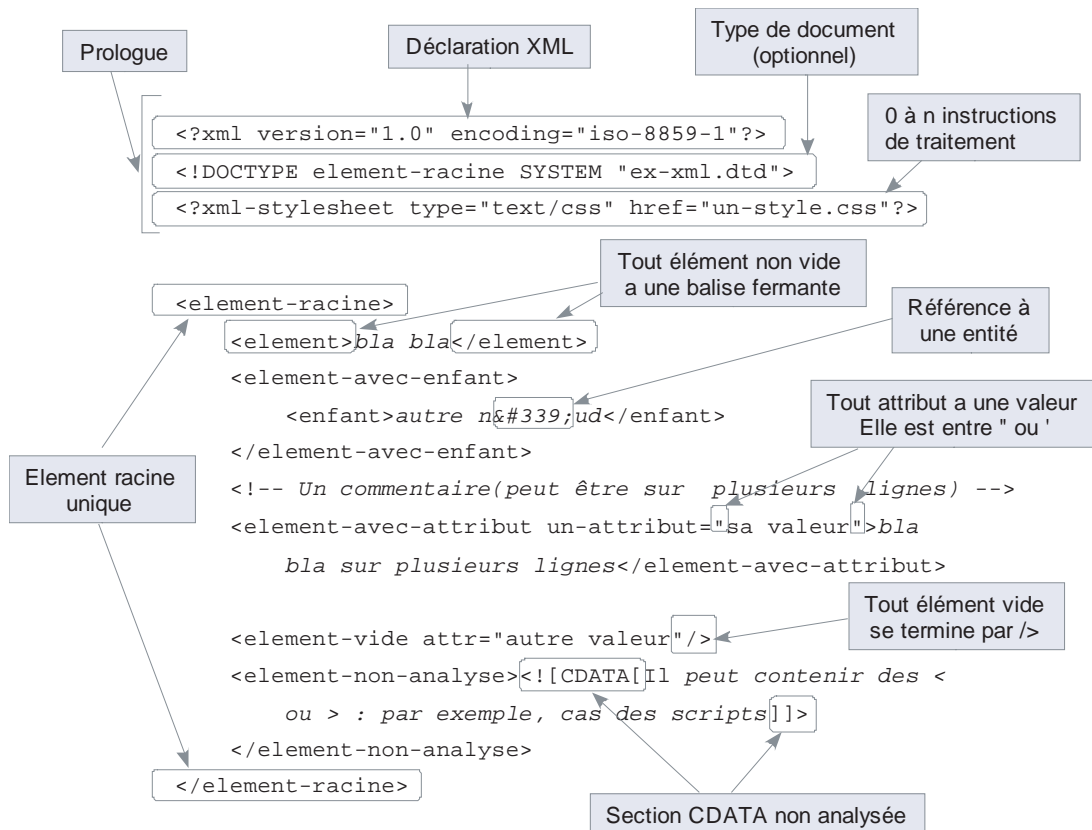 Prologue
Déclaration XML
Type de document
(optionnel)
0 à n instructions
de traitement
<?xml version="1.0" encoding="iso-8859-1"?>
<!DOCTYPE element-racine SYSTEM "ex-xml.dtd">
<?xml-stylesheet type="text/css" href="un-style.css"?>
Tout élément non vide
a une balise fermante
Référence à
une entité
Tout attribut a une valeur
Elle est entre " ou '
Element racine
unique
<element-racine>
<element>bla bla</element>
<element-avec-enfant>
<enfant>autre n&#339;ud</enfant>
</element-avec-enfant>
<!-- Un commentaire(peut être sur  plusieurs  lignes) -->
<element-avec-attribut un-attribut="sa valeur">bla
bla sur plusieurs lignes</element-avec-attribut>
Tout élément vide
se termine par />
<element-vide attr="autre valeur"/>
<element-non-analyse><![CDATA[Il peut contenir des <
ou > : par exemple, cas des scripts]]>
</element-non-analyse>
</element-racine>
Section CDATA non analysée